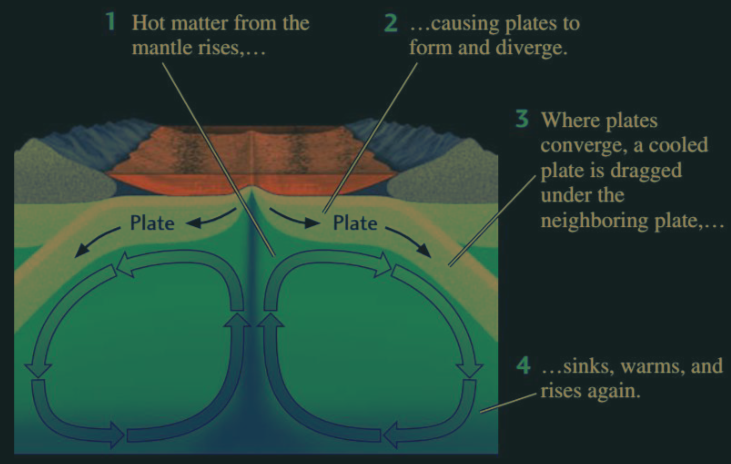 1 Hot matter from the
mantle rises,…
2 …causing plates to
form and diverge.
3 Where plates
converge, a cooled
plate is dragged
under the
neighboring plate,…
Plate
Plate
4 …sinks, warms, and
rises again.